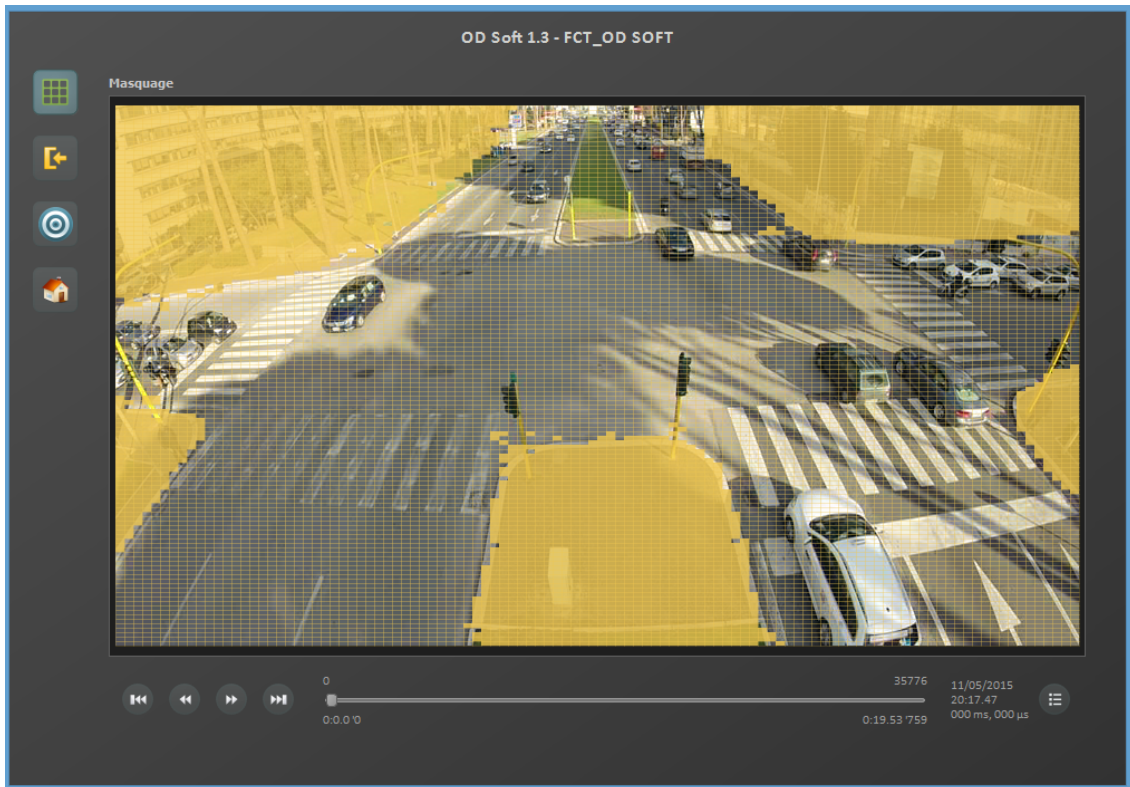 OD Soft 1.3 - FCT_OD SOFT
Masquage
0
35776
0:0.0 '0
0:19.53 '759
11/05/2015
20:17.47
000 ms, 000 µs